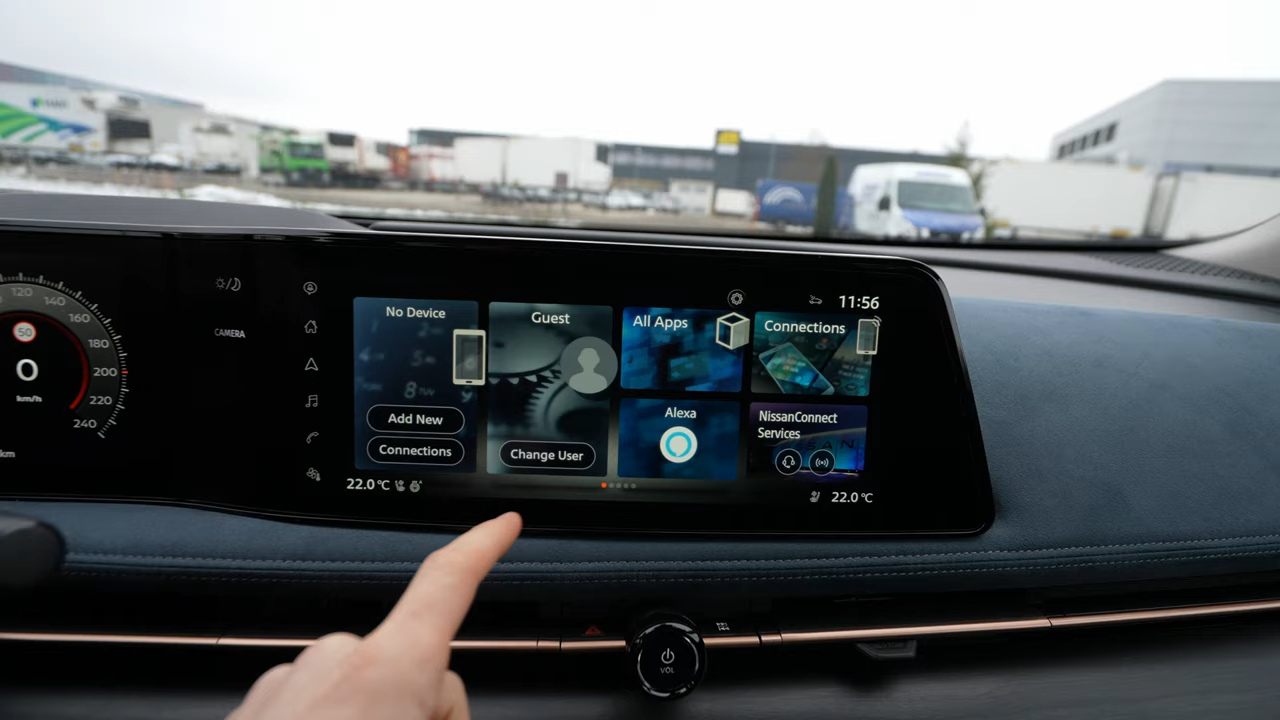 120
140
160
180
200
220
240
50
0
km/h
km
CAMERA
11:56
No Device
Add New
Connections
Guest
Change User
All Apps
Connections
Alexa
NissanConnect
Services
22.0°C
22.0°C
VOL